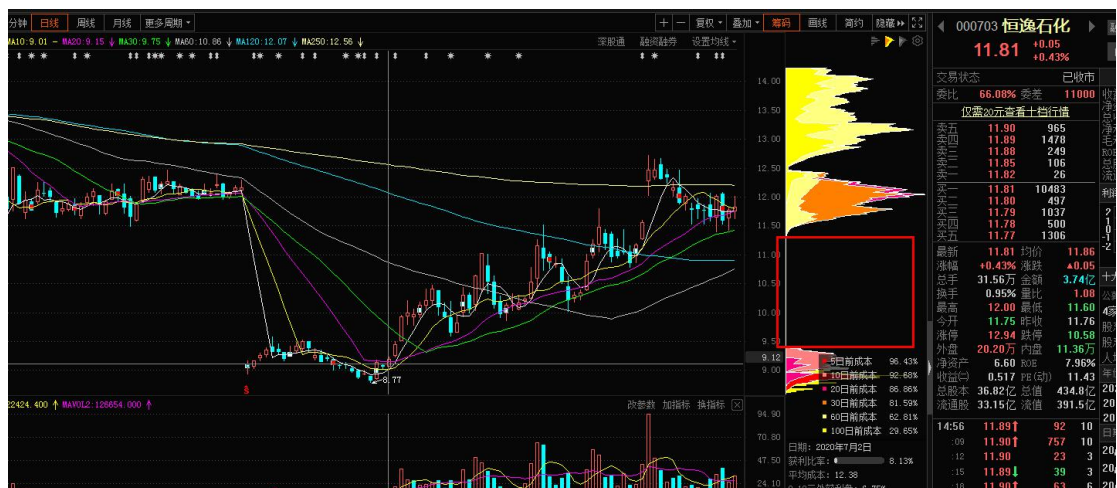 分钟 日线 周线 月线 更多周期 + - 复权 叠加 筹码 画线 简约 隐藏
MA10:9.01 - MA20:9.15 ↓ MA30:9.75 ↓ MA60:10.86 ↓ MA120:12.07 ↓ MA250:12.56 ↓
深股通 融资融券 设置均线
14.00
13.50
13.00
12.50
12.00
11.50
11.00
10.50
10.00
9.50
9.12
9.00
8.77
5日前成本 96.43%
10日前成本 92.68%
20日前成本 86.86%
30日前成本 81.59%
60日前成本 62.81%
100日前成本 29.65%
22424.400 ↑ MAVOL2:126654.000 ↑
改参数 加指标 换指标
94.90
70.80
47.50
24.10
日期: 2020年7月2日
获利比率: 8.13%
平均成本: 12.38
000703 恒逸石化
11.81 +0.05
+0.43%
交易状态 已收市
委比 66.08% 委差 11000
仅需20元查看十档行情
卖五 11.90 965
卖四 11.89 1478
卖三 11.88 249
卖二 11.85 106
卖一 11.82 26
买一 11.81 10483
买二 11.80 497
买三 11.79 1037
买四 11.78 500
买五 11.77 1306
最新 11.81 均价 11.86
涨幅 +0.43% 涨跌 ▲0.05
总手 31.56万 金额 3.74亿
换手 0.95% 量比 1.08
最高 12.00 最低 11.60
今开 11.75 昨收 11.76
涨停 12.94 跌停 10.58
外盘 20.20万 内盘 11.36万
净资产 6.60 ROE 7.96%
收益(二) 0.517 PE(动) 11.43
总股本 36.82亿 总值 434.8亿
流通股 33.15亿 流值 391.5亿
14:56 11.89↑ 92 10
:09 11.90↑ 757 10
:12 11.90 23 3
:15 11.89↓ 39 3
:18 11.90↑ 63 6